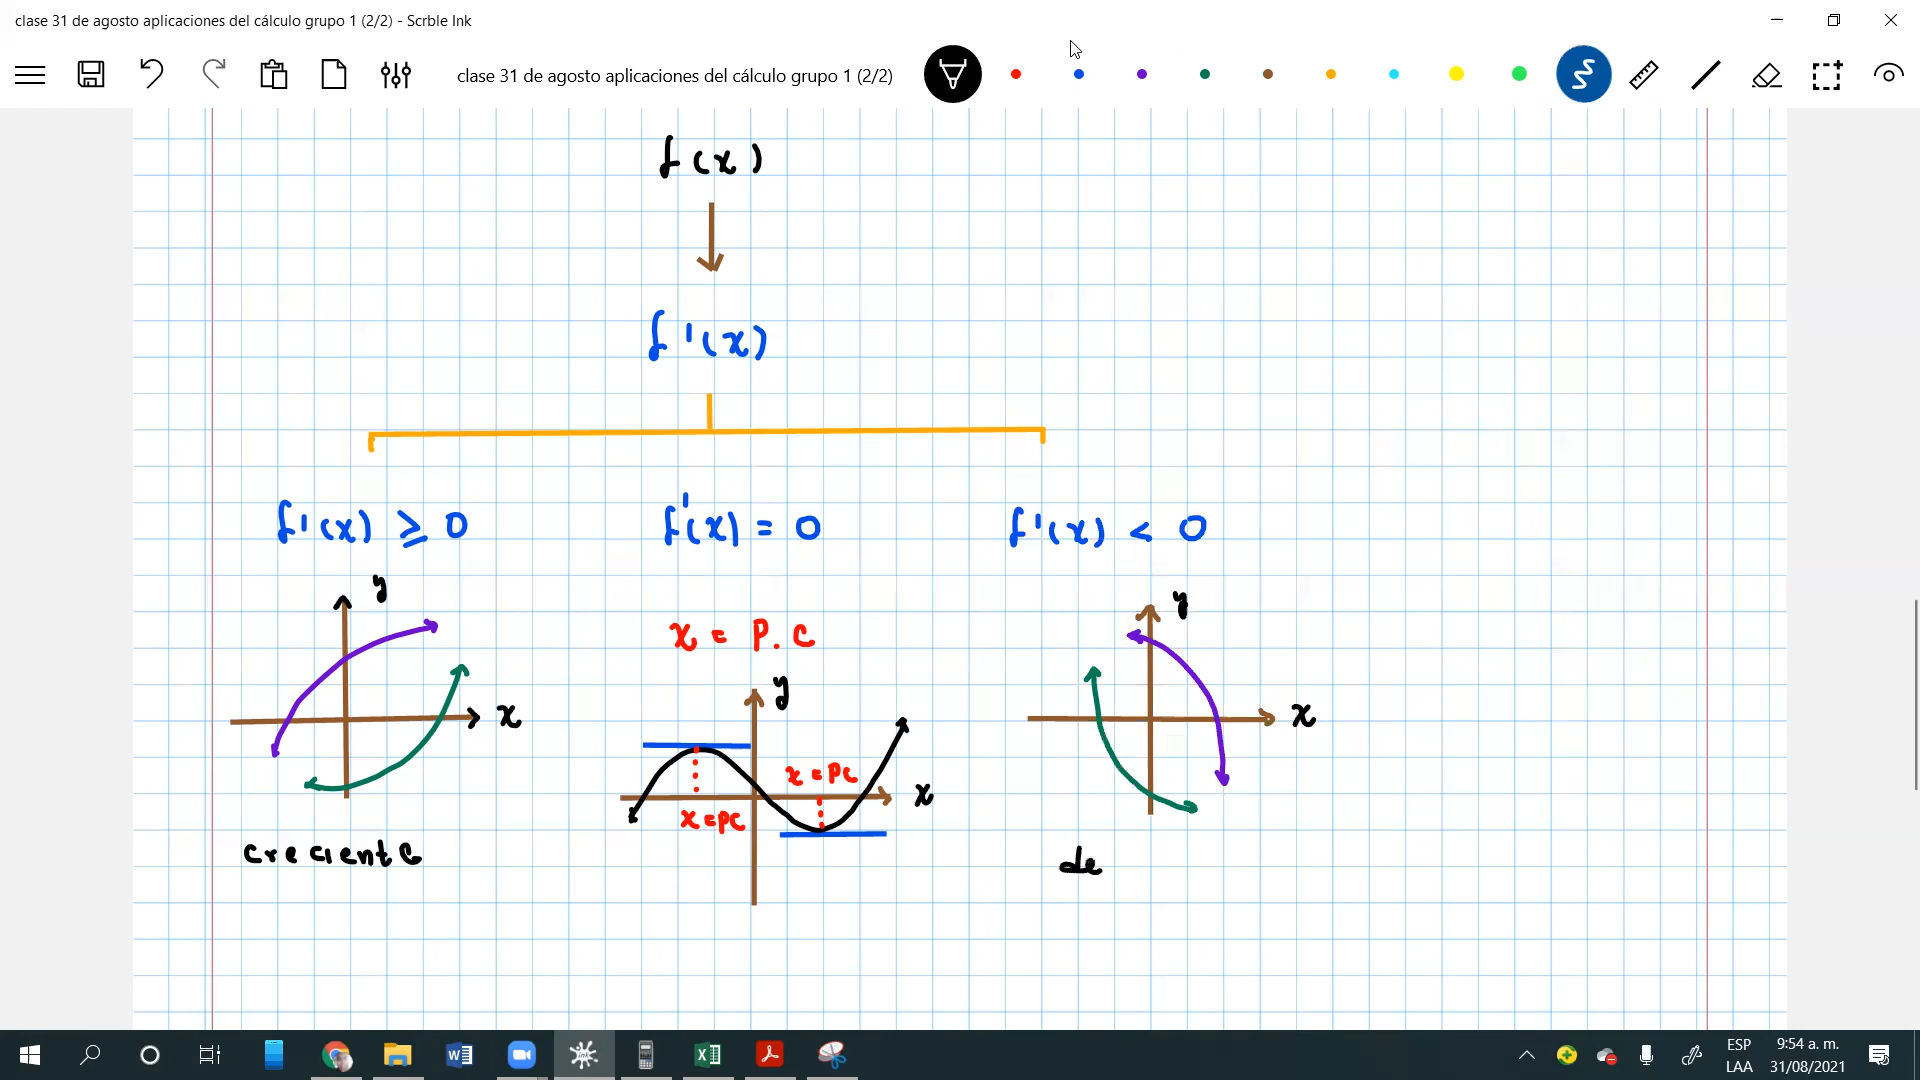 clase 31 de agosto aplicaciones del cálculo grupo 1 (2/2) - Scrble Ink
clase 31 de agosto aplicaciones del cálculo grupo 1 (2/2)
f(x)
f'(x)
f'(x) ≥ 0
f'(x) = 0
f'(x) < 0
y
y
x = P.C
y
x
x
x = PC
x
x = PC
creciente
de
ESP
LAA
9:54 a. m.
31/08/2021